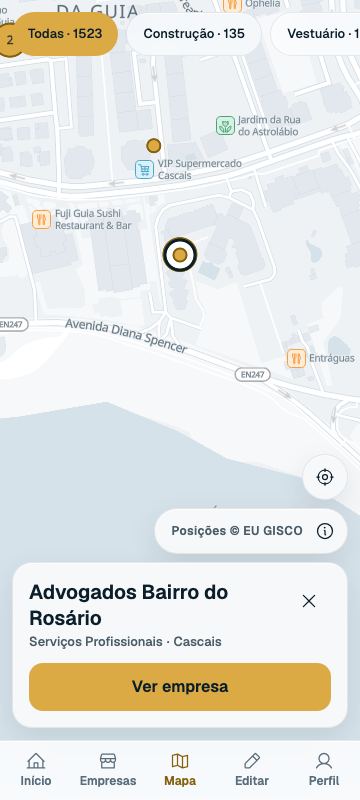 DA GUIA
Ophelia
2
Todas · 1523
Construção · 135
Vestuário · 1
Jardim da Rua
do Astrolábio
VIP Supermercado
Cascais
Fuji Guia Sushi
Restaurant & Bar
EN247
Avenida Diana Spencer
Entráguas
EN247
Posições © EU GISCO
Advogados Bairro do
Rosário
Serviços Profissionais · Cascais
Ver empresa
Início
Empresas
Mapa
Editar
Perfil